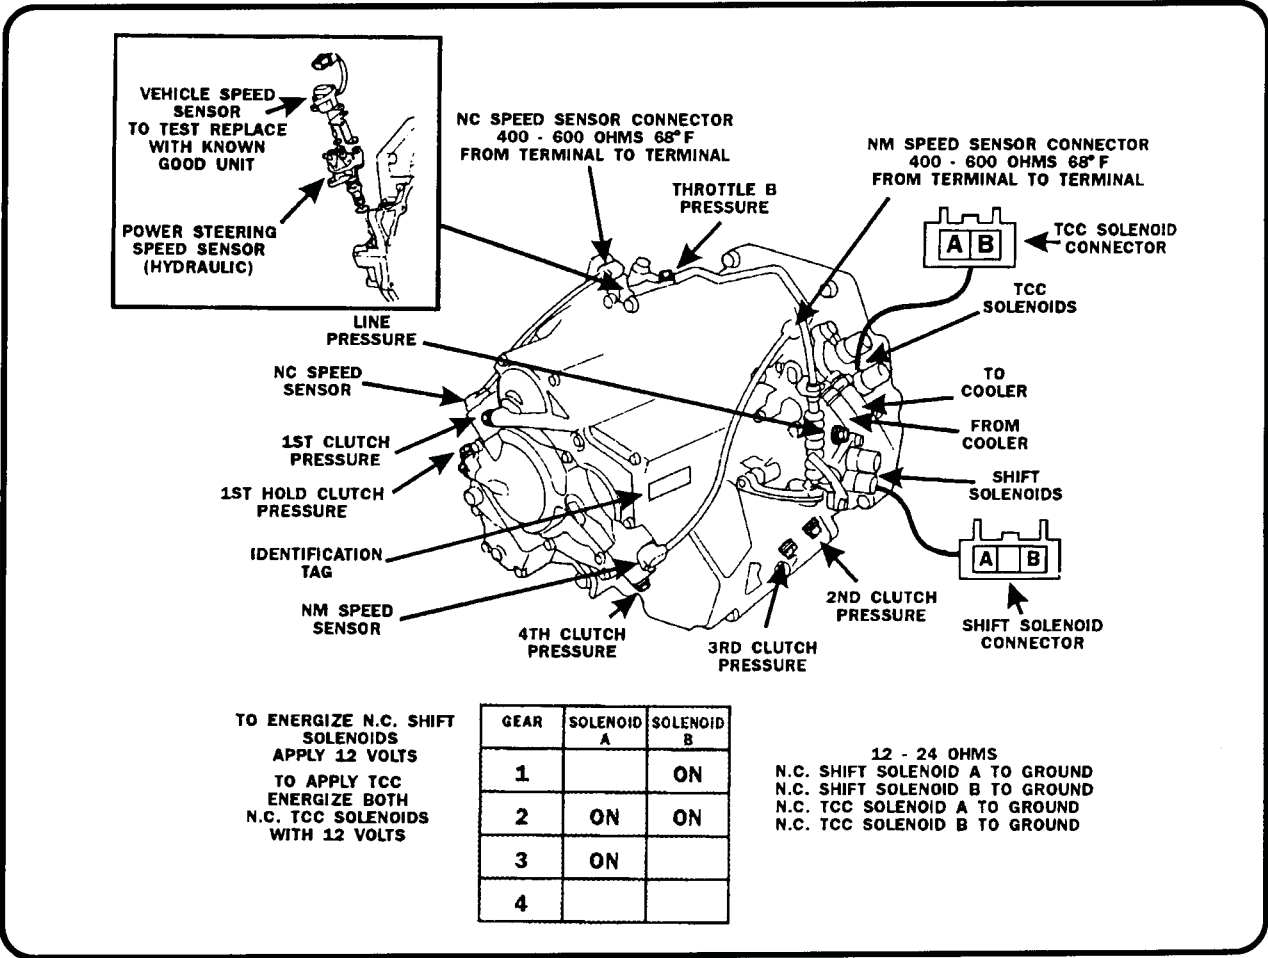 VEHICLE SPEED
SENSOR
TO TEST REPLACE
WITH KNOWN
GOOD UNIT
POWER STEERING
SPEED SENSOR
(HYDRAULIC)
NC SPEED SENSOR CONNECTOR
400 - 600 OHMS 68°F
FROM TERMINAL TO TERMINAL
THROTTLE B
PRESSURE
NM SPEED SENSOR CONNECTOR
400 - 600 OHMS 68°F
FROM TERMINAL TO TERMINAL
A B
TCC SOLENOID
CONNECTOR
TCC
SOLENOIDS
LINE
PRESSURE
NC SPEED
SENSOR
TO
COOLER
1ST CLUTCH
PRESSURE
FROM
COOLER
1ST HOLD CLUTCH
PRESSURE
SHIFT
SOLENOIDS
IDENTIFICATION
TAG
A B
NM SPEED
SENSOR
4TH CLUTCH
PRESSURE
3RD CLUTCH
PRESSURE
2ND CLUTCH
PRESSURE
SHIFT SOLENOID
CONNECTOR
TO ENERGIZE N.C. SHIFT
SOLENOIDS
APPLY 12 VOLTS
TO APPLY TCC
ENERGIZE BOTH
N.C. TCC SOLENOIDS
WITH 12 VOLTS
GEAR SOLENOID A SOLENOID B
1 ON
2 ON ON
3 ON
4
12 - 24 OHMS
N.C. SHIFT SOLENOID A TO GROUND
N.C. SHIFT SOLENOID B TO GROUND
N.C. TCC SOLENOID A TO GROUND
N.C. TCC SOLENOID B TO GROUND